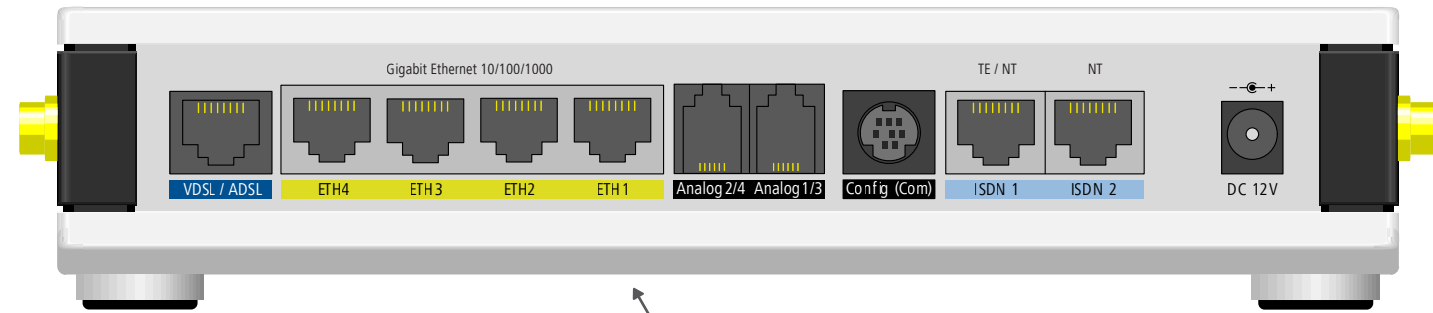 Gigabit Ethernet 10/100/1000
TE / NT
NT
VDSL / ADSL
ETH4
ETH3
ETH2
ETH1
Analog 2/4
Analog 1/3
Config (Com)
ISDN 1
ISDN 2
DC 12V